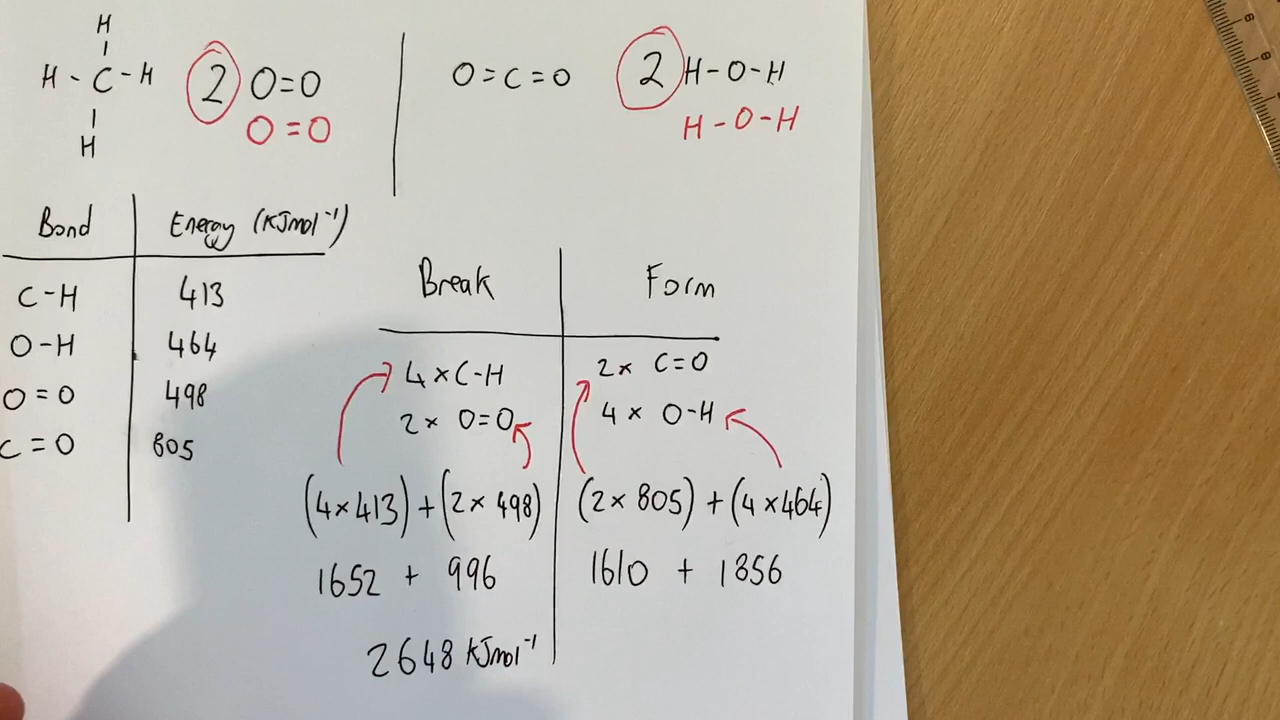 H
H - C - H 2 O=O
O=O
H
O=C=O 2 H-O-H
H-O-H
Bond Energy (KJmol⁻¹)
C-H 413
O-H 464
O=O 498
C=O 805
Break Form
4 × C-H 2 × C=O
2 × O=O 4 × O-H
(4×413) + (2 × 498) (2 × 805) + (4 × 464)
1652 + 996 1610 + 1856
2648 KJmol⁻¹